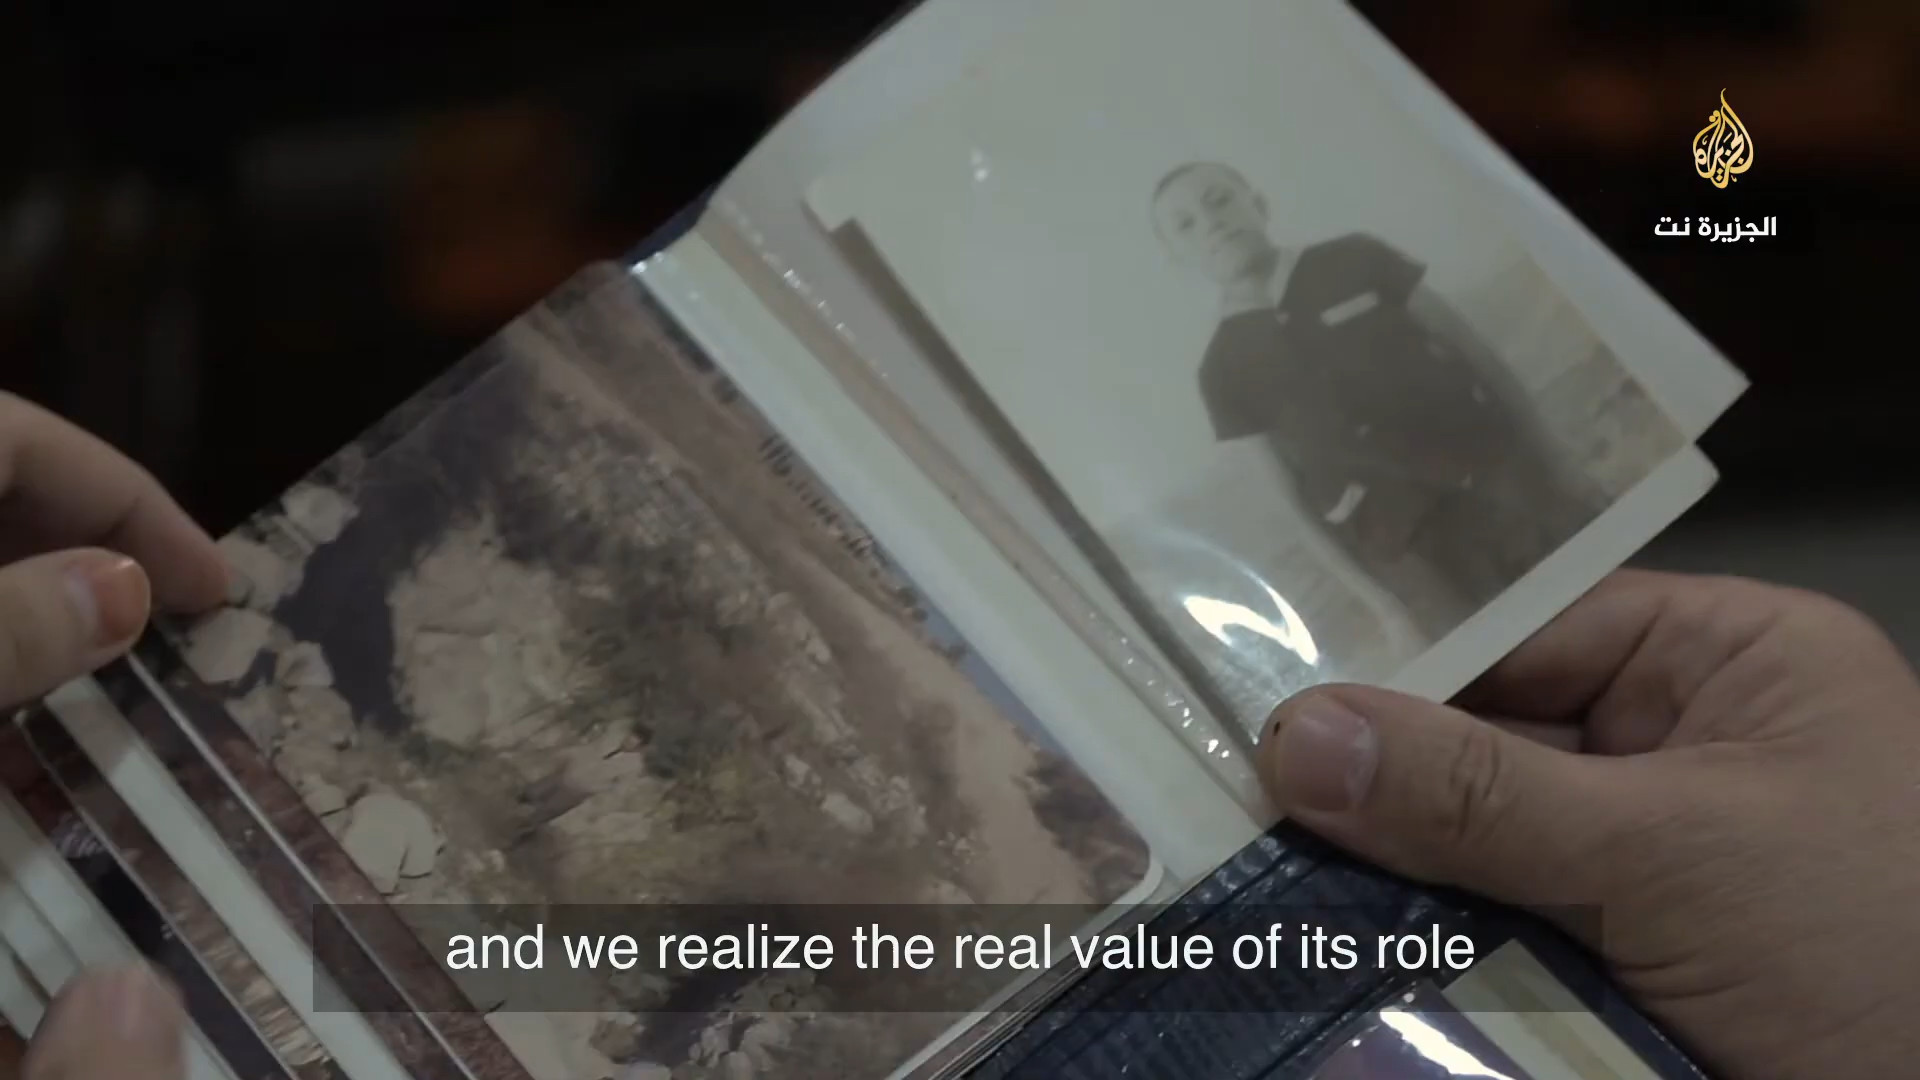 الجزيرة نت
and we realize the real value of its role